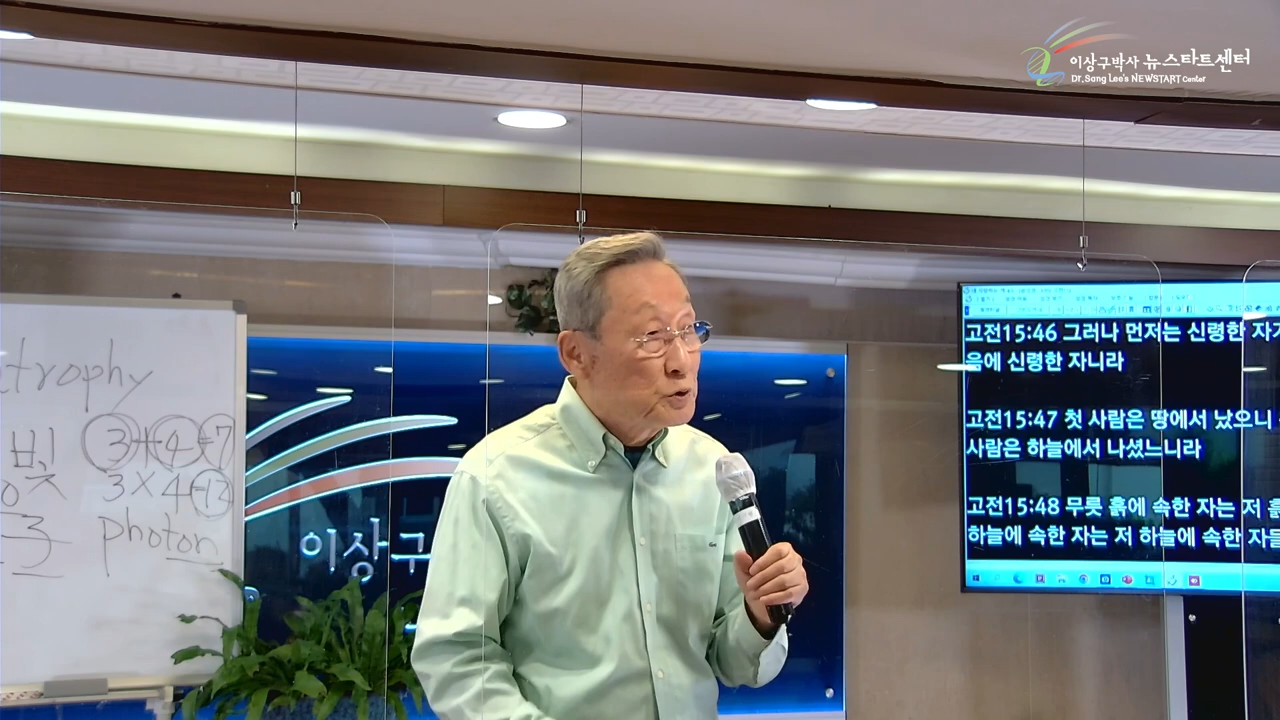 이상구박사 뉴스타트센터
Dr. Sang Lee's NEWSTART Center
trophy
빛 3+4=7
3×4=12
photon
이상구
고전15:46 그러나 먼저는 신령한 자가
음에 신령한 자니라
고전15:47 첫 사람은 땅에서 났으니
사람은 하늘에서 나셨느니라
고전15:48 무릇 흙에 속한 자는 저 흙
하늘에 속한 자는 저 하늘에 속한 자들